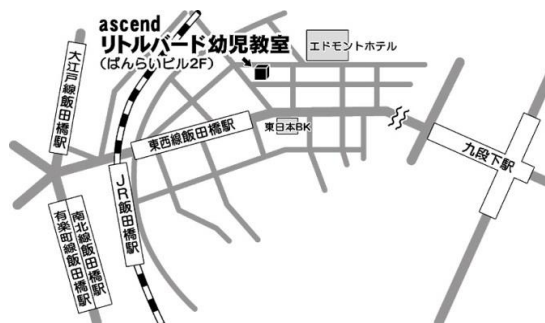 ascend
リトルバード幼児教室
(ばんらいビル2F)
エドモントホテル
大江戸線飯田橋駅
東西線飯田橋駅
東日本BK
九段下駅
JR飯田橋駅
南北線飯田橋駅
有楽町線飯田橋駅